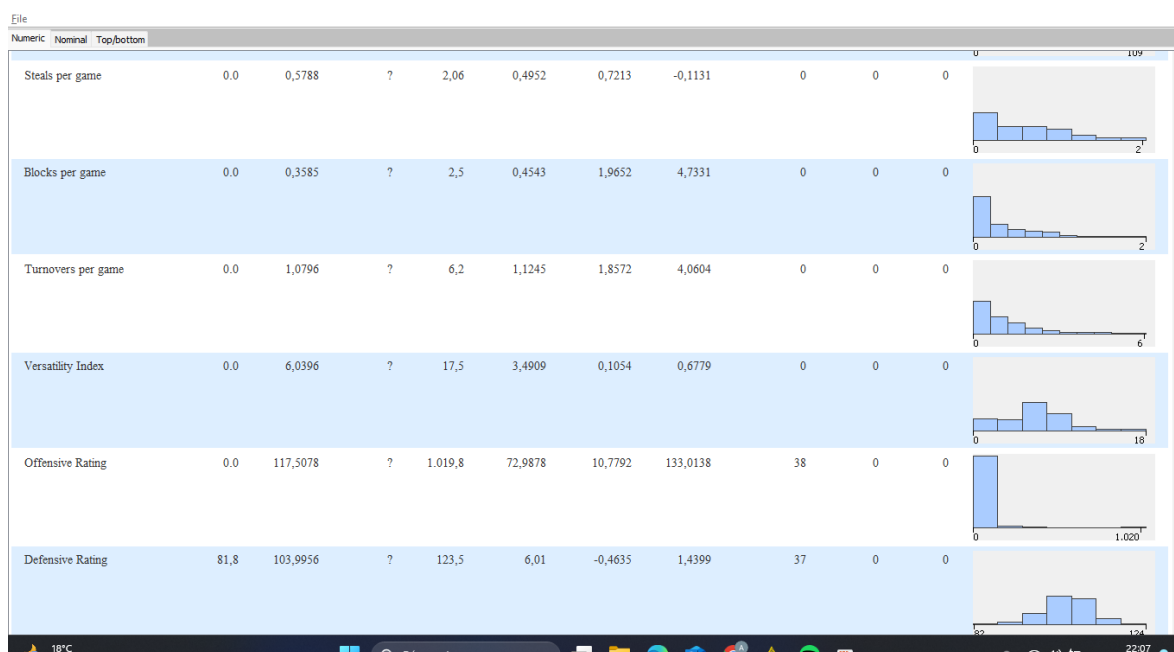 File
Numeric Nominal Top/bottom
0 109
Steals per game 0.0 0,5788 ? 2,06 0,4952 0,7213 -0,1131 0 0 0
0 2
Blocks per game 0.0 0,3585 ? 2,5 0,4543 1,9652 4,7331 0 0 0
0 2
Turnovers per game 0.0 1,0796 ? 6,2 1,1245 1,8572 4,0604 0 0 0
0 6
Versatility Index 0.0 6,0396 ? 17,5 3,4909 0,1054 0,6779 0 0 0
0 18
Offensive Rating 0.0 117,5078 ? 1.019,8 72,9878 10,7792 133,0138 38 0 0
0 1.020
Defensive Rating 81,8 103,9956 ? 123,5 6,01 -0,4635 1,4399 37 0 0
82 124
18°C 22:07